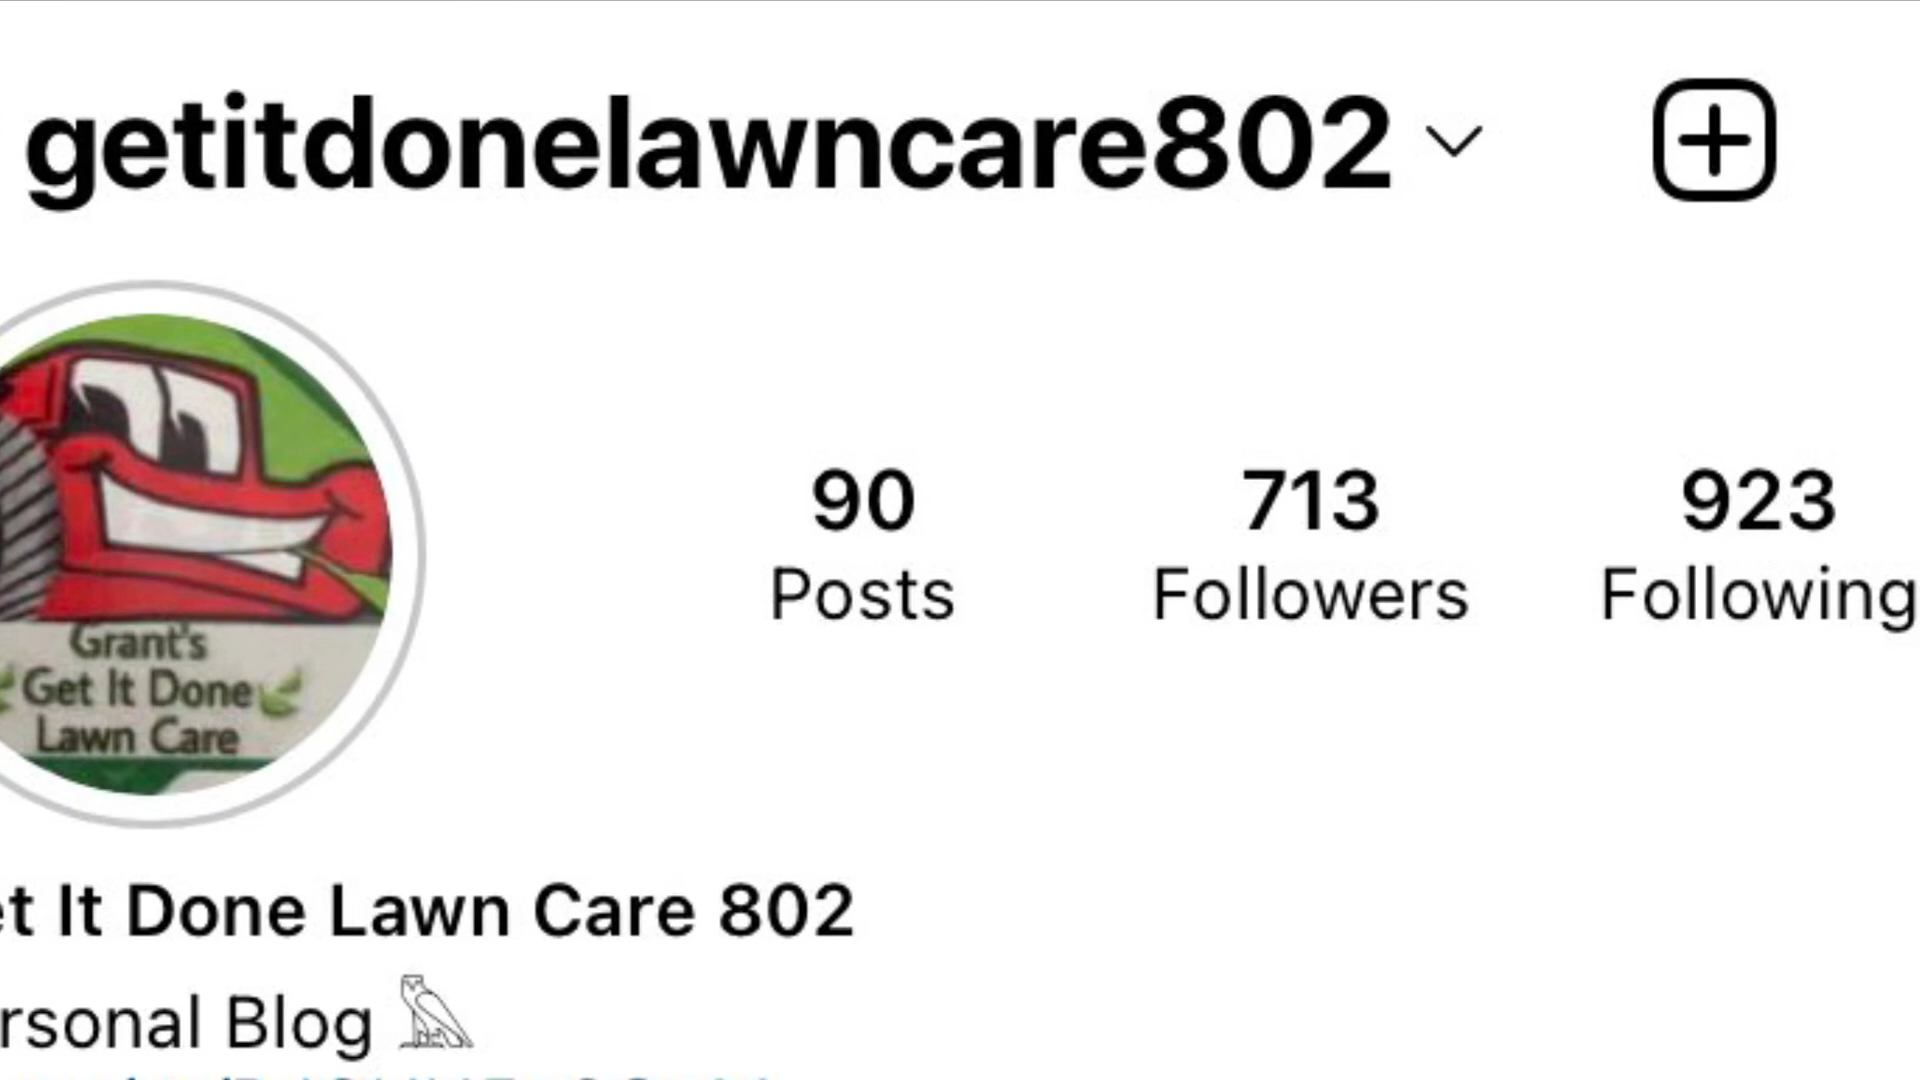 getitdonelawncare802
90 713 923
Posts Followers Following
Grant's
Get It Done
Lawn Care
et It Done Lawn Care 802
rsonal Blog 𓅓